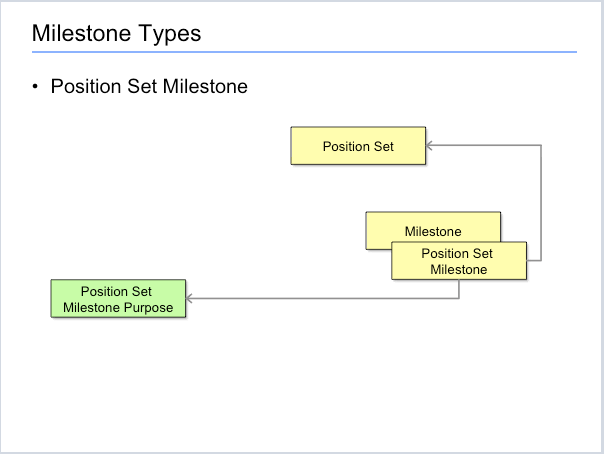 Milestone Types
• Position Set Milestone
Position Set
Milestone
Position Set
Milestone
Position Set
Milestone Purpose